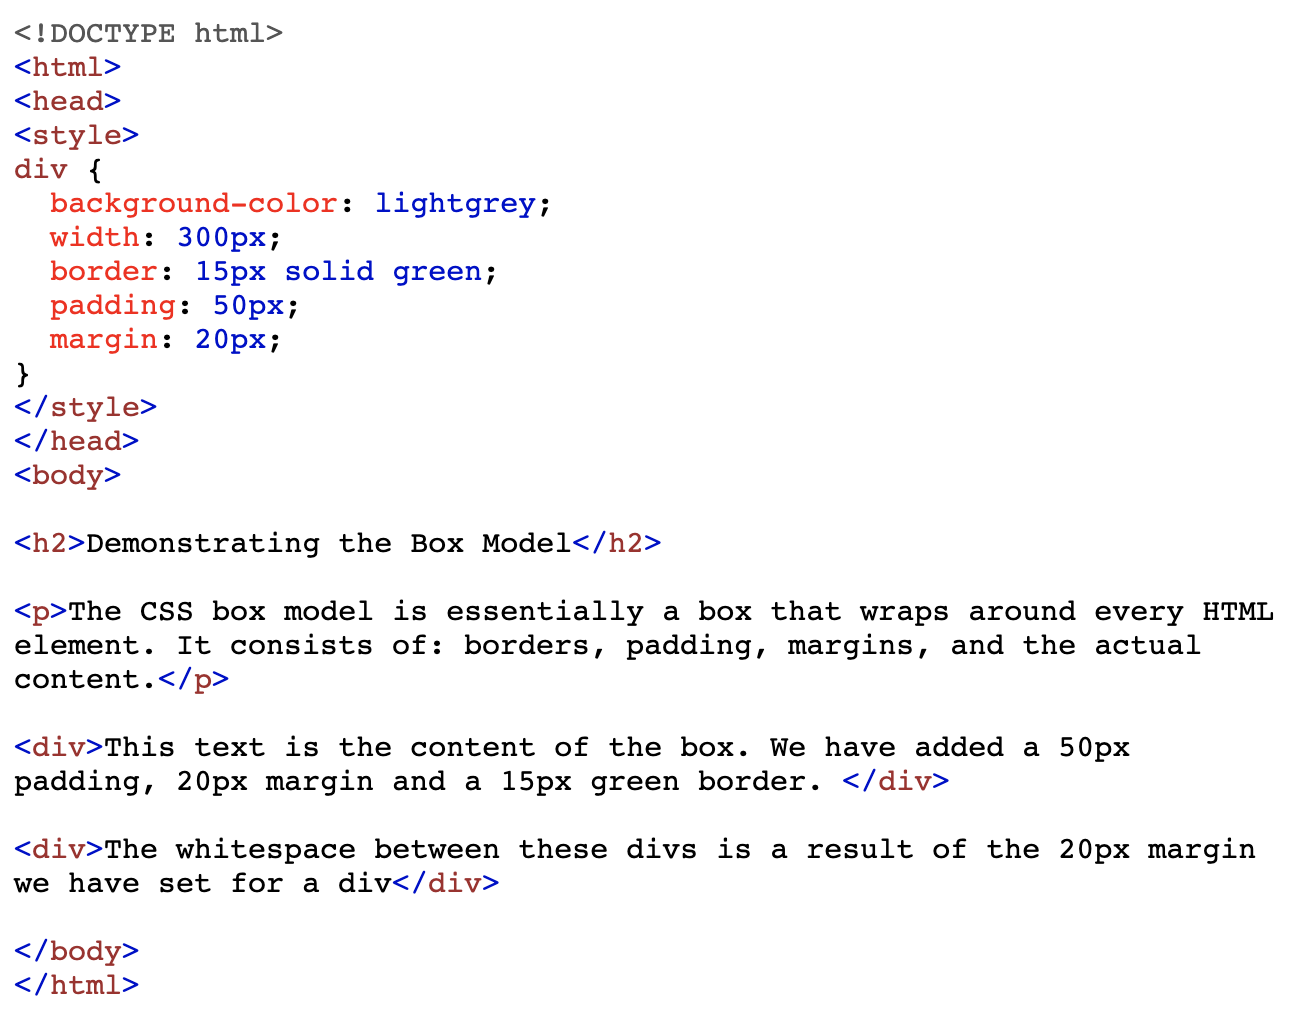 <!DOCTYPE html>
<html>
<head>
<style>
div {
  background-color: lightgrey;
  width: 300px;
  border: 15px solid green;
  padding: 50px;
  margin: 20px;
}
</style>
</head>
<body>

<h2>Demonstrating the Box Model</h2>

<p>The CSS box model is essentially a box that wraps around every HTML
element. It consists of: borders, padding, margins, and the actual
content.</p>

<div>This text is the content of the box. We have added a 50px
padding, 20px margin and a 15px green border. </div>

<div>The whitespace between these divs is a result of the 20px margin
we have set for a div</div>

</body>
</html>